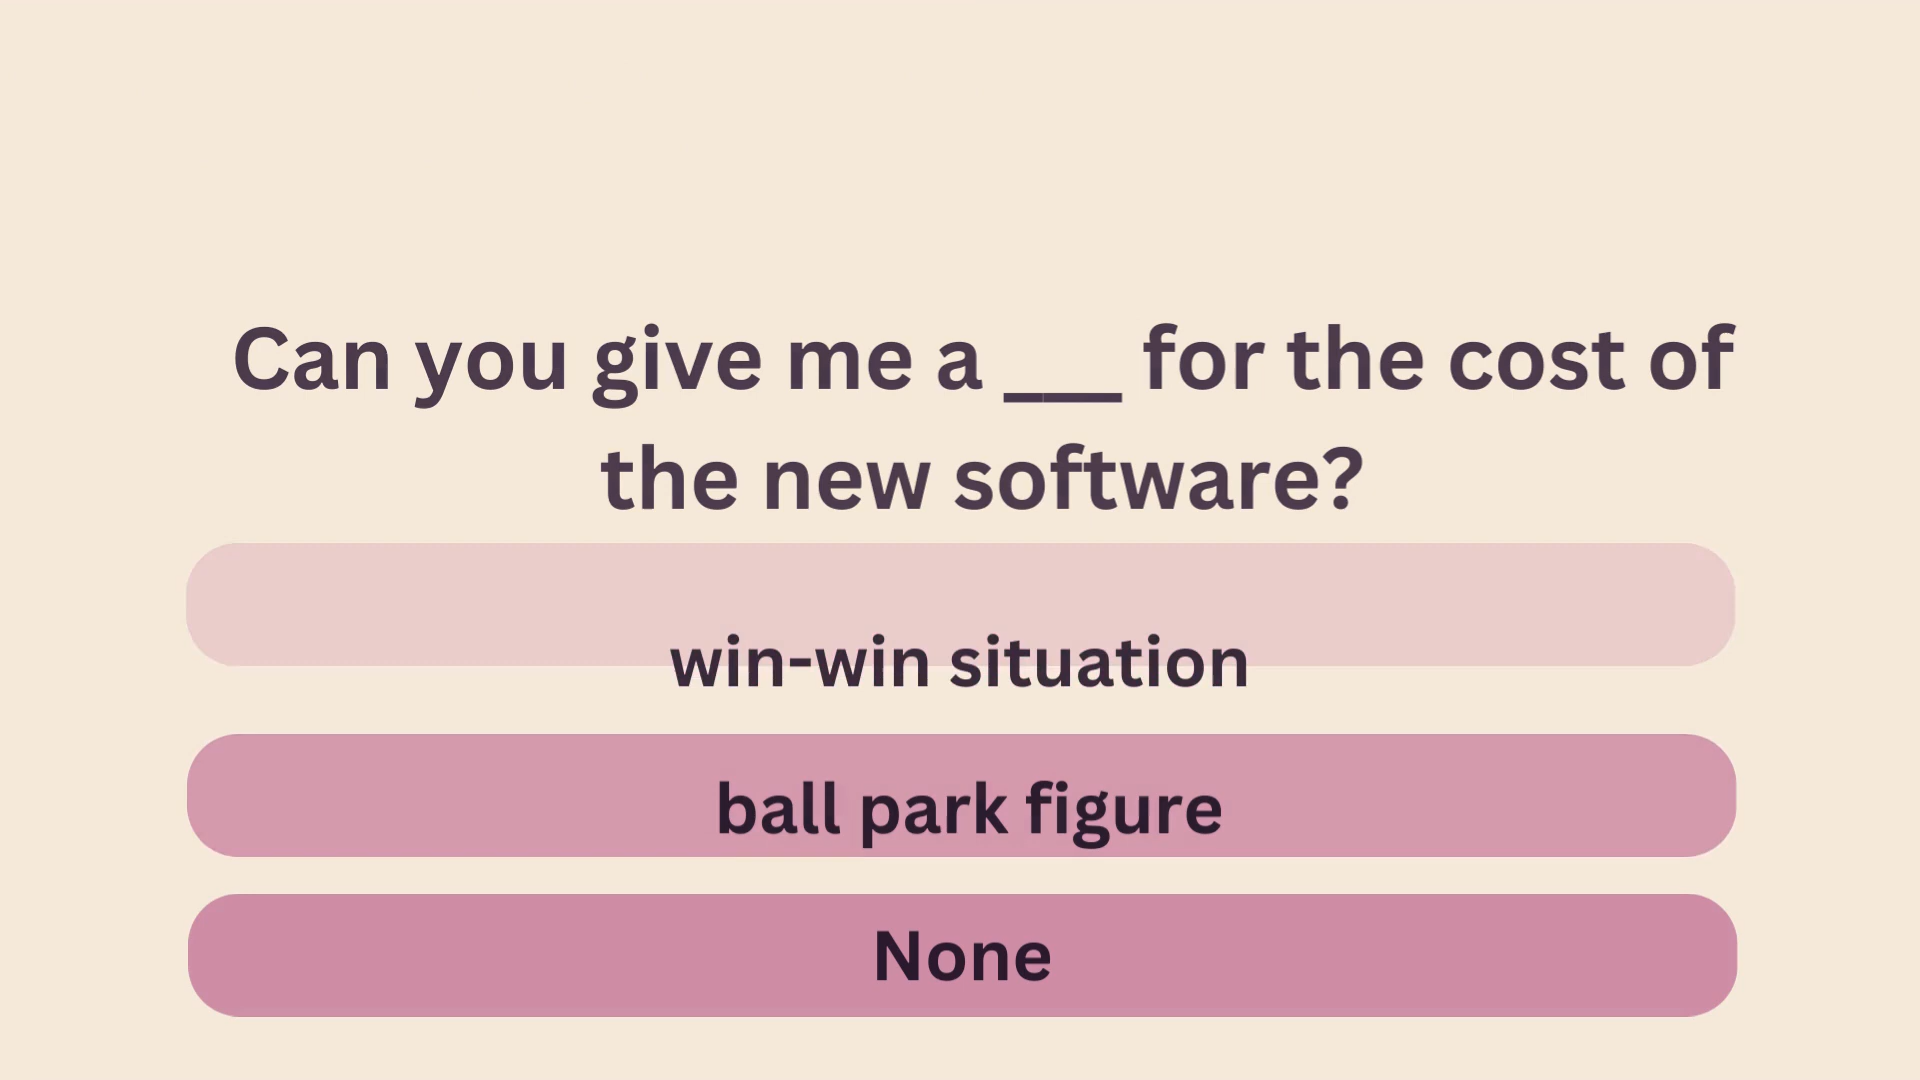 Can you give me a ___ for the cost of
the new software?
win-win situation
ball park figure
None